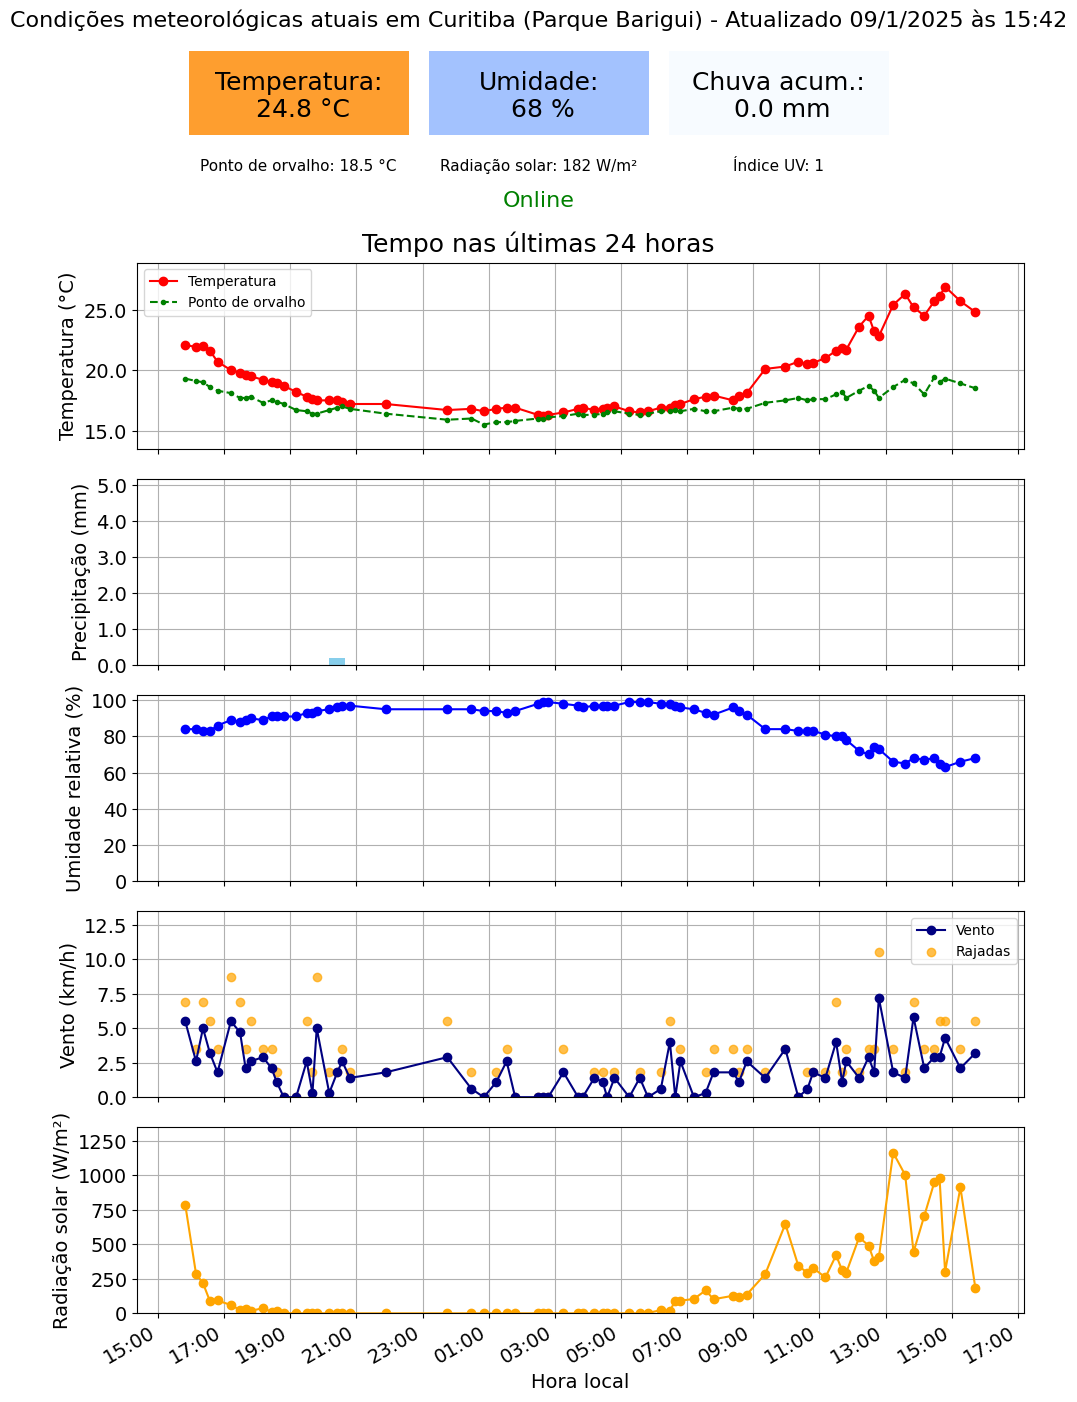 Condições meteorológicas atuais em Curitiba (Parque Barigui) - Atualizado 09/1/2025 às 15:42
Temperatura:
24.8 °C
Umidade:
68 %
Chuva acum.:
0.0 mm
Ponto de orvalho: 18.5 °C
Radiação solar: 182 W/m²
Índice UV: 1
Online
Tempo nas últimas 24 horas
Temperatura (°C)
25.0
20.0
15.0
Temperatura
Ponto de orvalho
Precipitação (mm)
5.0
4.0
3.0
2.0
1.0
0.0
Umidade relativa (%)
100
80
60
40
20
0
Vento (km/h)
12.5
10.0
7.5
5.0
2.5
0.0
Vento
Rajadas
Radiação solar (W/m²)
1250
1000
750
500
250
0
15:00 17:00 19:00 21:00 23:00 01:00 03:00 05:00 07:00 09:00 11:00 13:00 15:00 17:00
Hora local